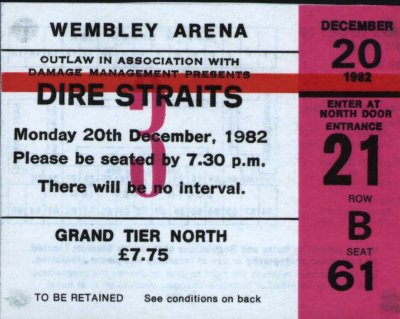 WEMBLEY ARENA
OUTLAW IN ASSOCIATION WITH
DAMAGE MANAGEMENT PRESENTS
DIRE STRAITS
3
Monday 20th December, 1982
Please be seated by 7.30 p.m.
There will be no interval.
GRAND TIER NORTH
£7.75
TO BE RETAINED See conditions on back
DECEMBER
20
1982
ENTER AT
NORTH DOOR
ENTRANCE
21
ROW
B
SEAT
61